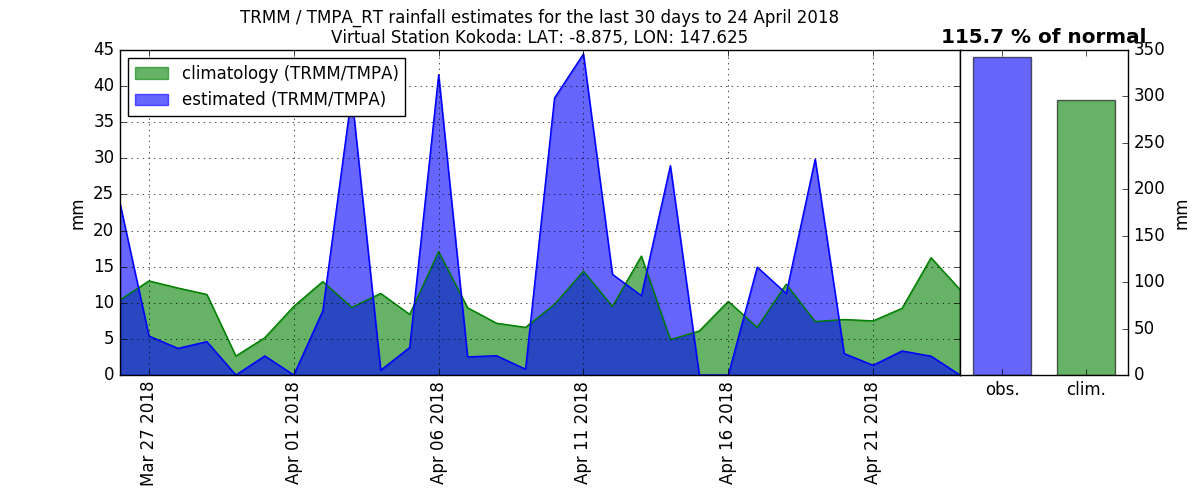 TRMM / TMPA_RT rainfall estimates for the last 30 days to 24 April 2018
Virtual Station Kokoda: LAT: -8.875, LON: 147.625
115.7 % of normal
climatology (TRMM/TMPA)
estimated (TRMM/TMPA)
mm
45
40
35
30
25
20
15
10
5
0
Mar 27 2018
Apr 01 2018
Apr 06 2018
Apr 11 2018
Apr 16 2018
Apr 21 2018
obs.
clim.
350
300
250
200
150
100
50
0
mm